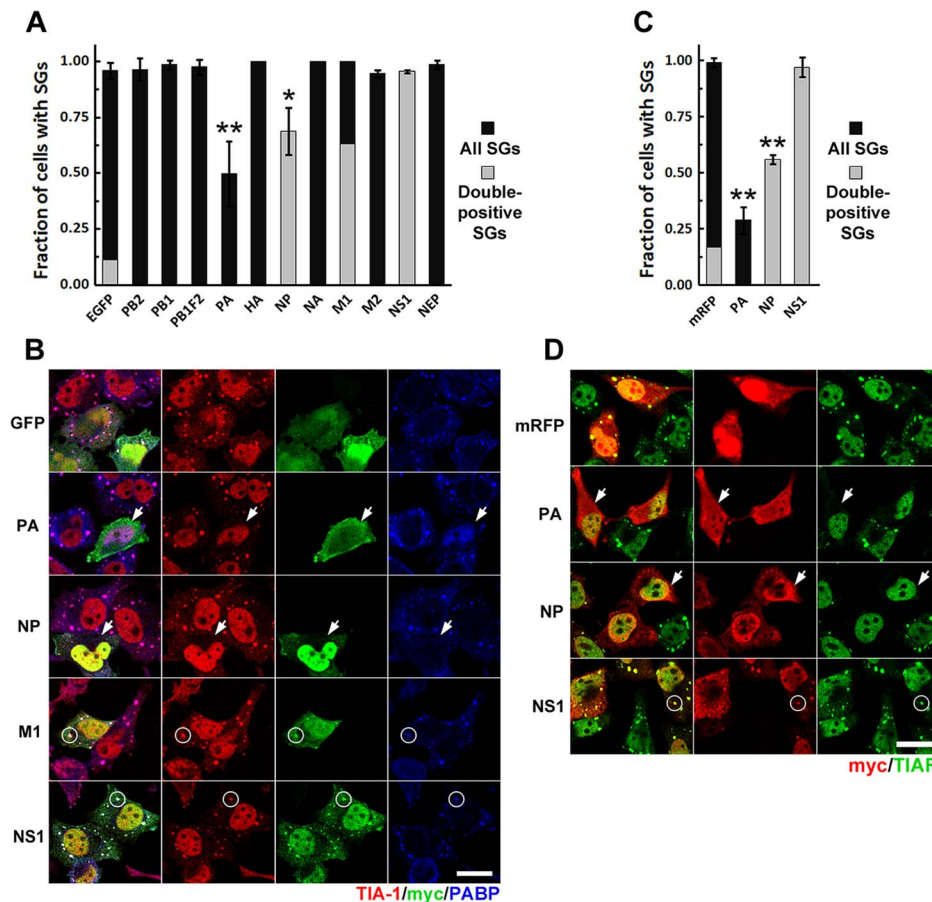 A
Fraction of cells with SGs
1.00
0.75
0.50
0.25
0.00
**
*
EGFP
PB2
PB1
PB1F2
PA
HA
NP
NA
M1
M2
NS1
NEP
All SGs
Double-
positive
SGs
C
Fraction of cells with SGs
1.00
0.75
0.50
0.25
0.00
**
**
mRFP
PA
NP
NS1
All SGs
Double-
positive
SGs
B
GFP
PA
NP
M1
NS1
TIA-1/myc/PABP
D
mRFP
PA
NP
NS1
myc/TIAR